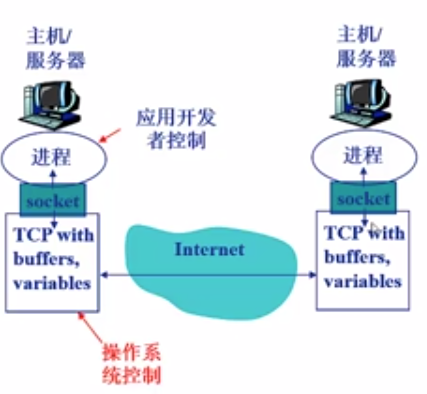 主机/
服务器
主机/
服务器
应用开发
者控制
进程
进程
socket
socket
TCP with
buffers,
variables
Internet
TCP with
buffers,
variables
操作系
统控制